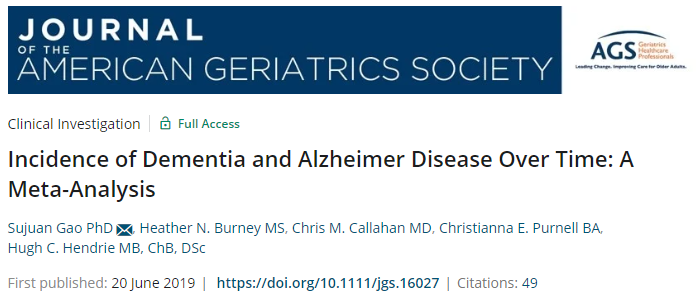 JOURNAL
OF THE
AMERICAN GERIATRICS SOCIETY
AGS
Geriatrics
Healthcare
Professionals
Leading Change. Improving Care for Older Adults.
Clinical Investigation
Full Access
Incidence of Dementia and Alzheimer Disease Over Time: A
Meta-Analysis
Sujuan Gao PhD, Heather N. Burney MS, Chris M. Callahan MD, Christianna E. Purnell BA,
Hugh C. Hendrie MB, ChB, DSc
First published: 20 June 2019 | https://doi.org/10.1111/jgs.16027 | Citations: 49